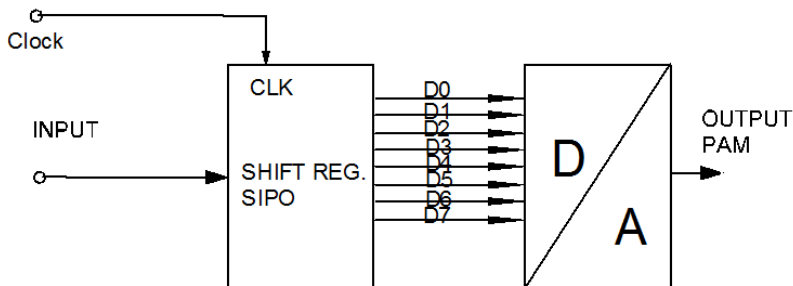 Clock
CLK
INPUT
SHIFT REG.
SIPO
D0
D1
D2
D3
D4
D5
D6
D7
D
A
OUTPUT
PAM